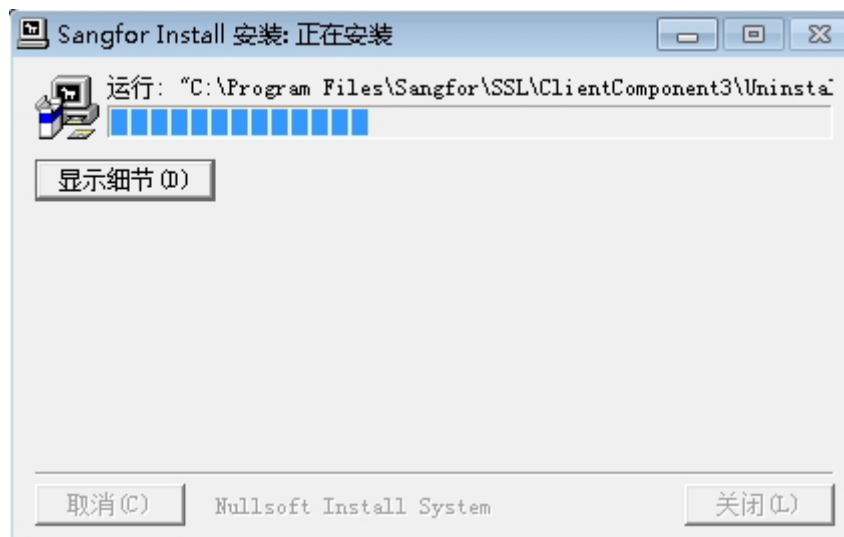 Sangfor Install 安装: 正在安装
运行: “C:\Program Files\Sangfor\SSL\ClientComponent3\Uninsta
显示细节(D)
取消(C)
Nullsoft Install System
关闭(L)